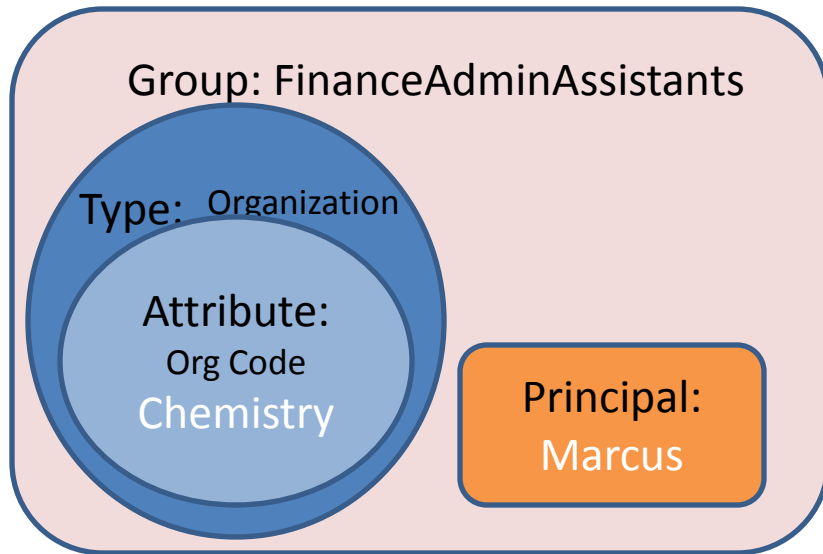 Group: FinanceAdminAssistants
Type: Organization
Attribute:
Org Code
Chemistry
Principal:
Marcus